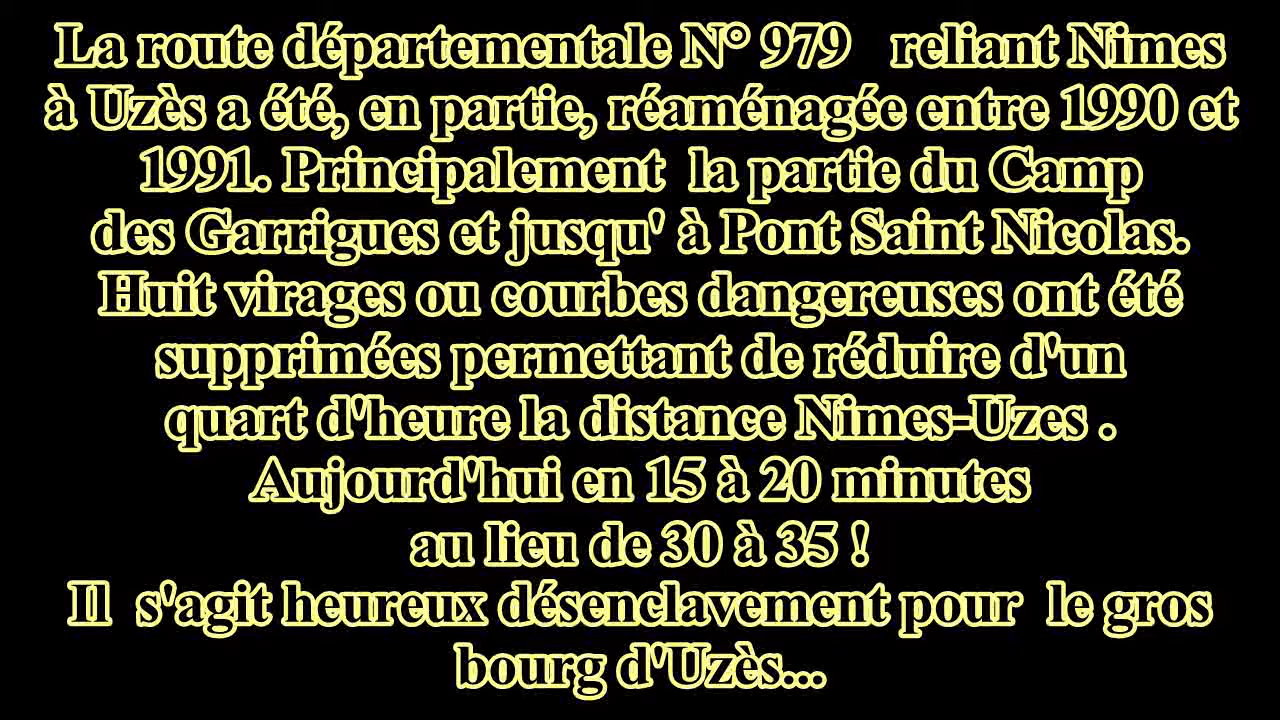 La route départementale N° 979 reliant Nimes
à Uzès a été, en partie, réaménagée entre 1990 et
1991. Principalement la partie du Camp
des Garrigues et jusqu' à Pont Saint Nicolas.
Huit virages ou courbes dangereuses ont été
supprimées permettant de réduire d'un
quart d'heure la distance Nimes-Uzes .
Aujourd'hui en 15 à 20 minutes
au lieu de 30 à 35 !
Il s'agit heureux désenclavement pour le gros
bourg d'Uzès...